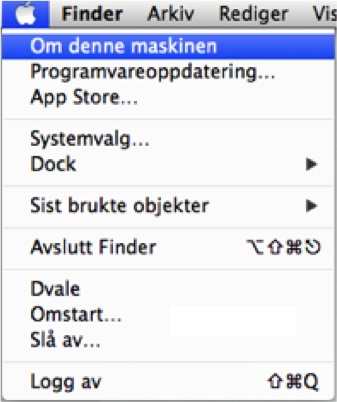 Finder Arkiv Rediger Vis
Om denne maskinen
Programvareoppdatering...
App Store...
Systemvalg...
Dock ▶
Sist brukte objekter ▶
Avslutt Finder ⌥⇧⌘⎋
Dvale
Omstart...
Slå av...
Logg av ⇧⌘Q